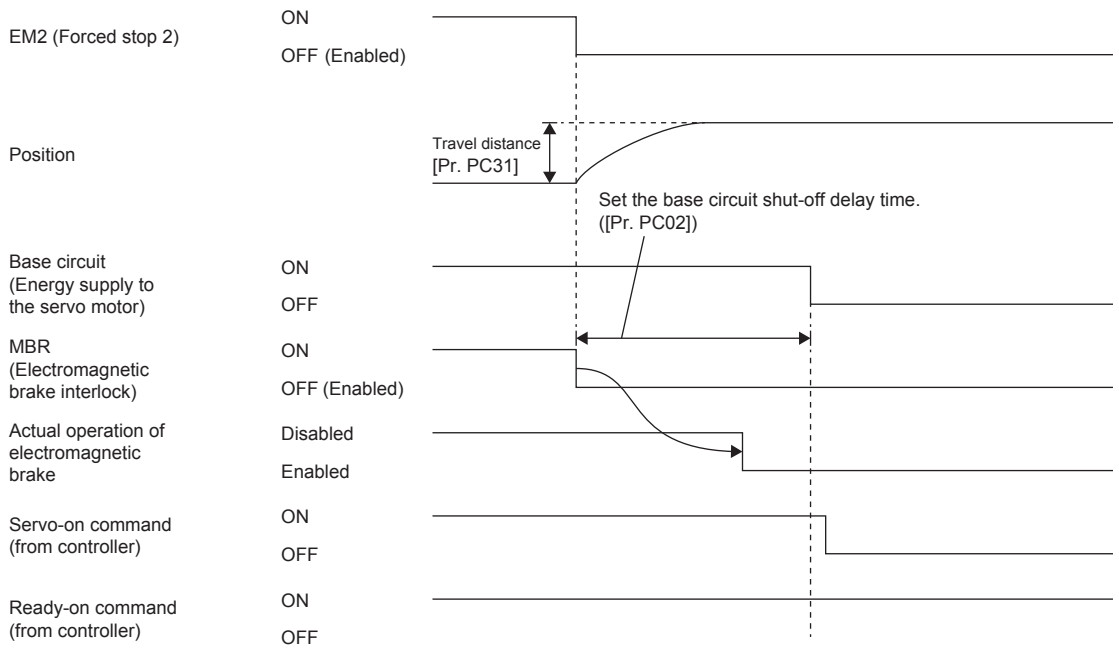 EM2 (Forced stop 2)
ON
OFF (Enabled)
Position
Travel distance
[Pr. PC31]
Set the base circuit shut-off delay time.
([Pr. PC02])
Base circuit
(Energy supply to
the servo motor)
ON
OFF
MBR
(Electromagnetic
brake interlock)
ON
OFF (Enabled)
Actual operation of
electromagnetic
brake
Disabled
Enabled
Servo-on command
(from controller)
ON
OFF
Ready-on command
(from controller)
ON
OFF